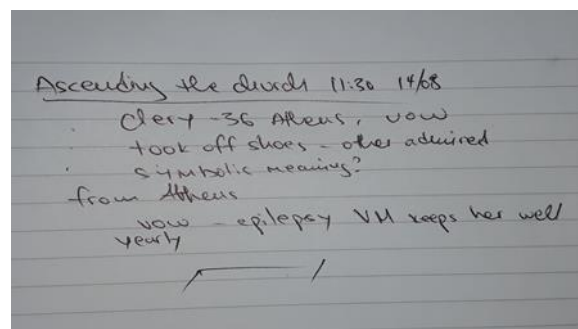 Ascending the church 11:30 14/08
Clery - 36 Athens, vow
took off shoes - other admired
symbolic meaning?
from Athens
vow - epilepsy VM keeps her well
yearly